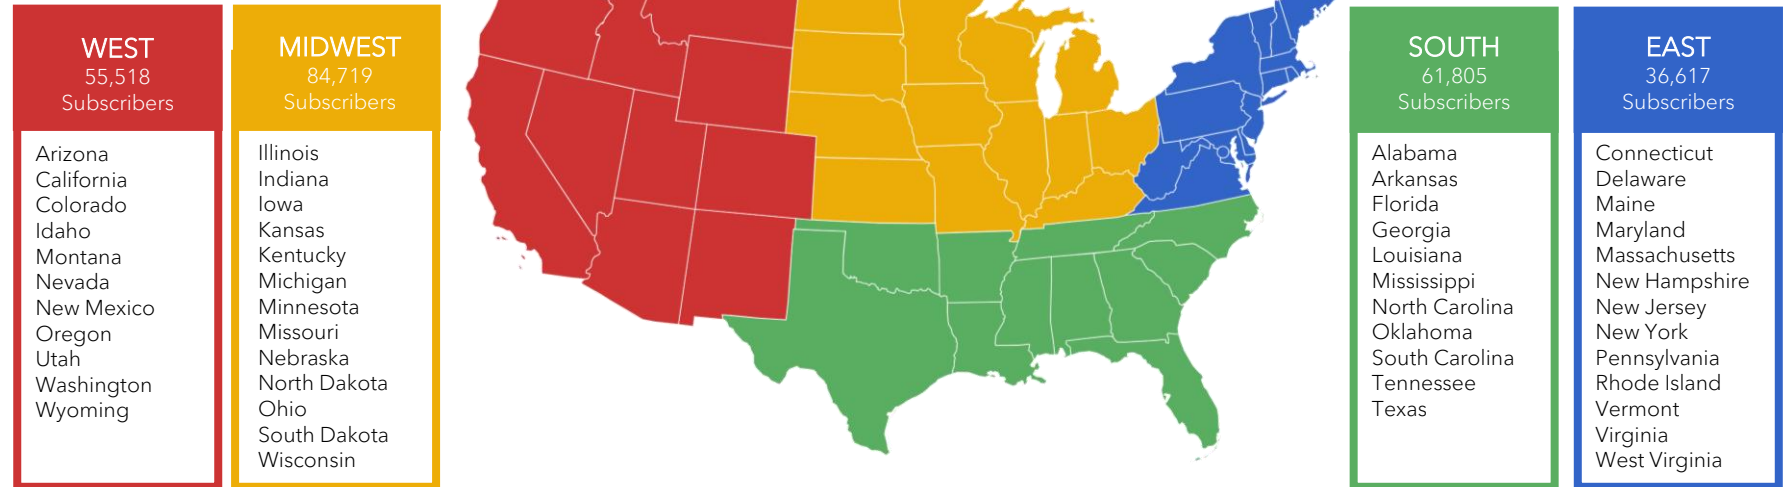 WEST
55,518
Subscribers
Arizona
California
Colorado
Idaho
Montana
Nevada
New Mexico
Oregon
Utah
Washington
Wyoming
MIDWEST
84,719
Subscribers
Illinois
Indiana
Iowa
Kansas
Kentucky
Michigan
Minnesota
Missouri
Nebraska
North Dakota
Ohio
South Dakota
Wisconsin
SOUTH
61,805
Subscribers
Alabama
Arkansas
Florida
Georgia
Louisiana
Mississippi
North Carolina
Oklahoma
South Carolina
Tennessee
Texas
EAST
36,617
Subscribers
Connecticut
Delaware
Maine
Maryland
Massachusetts
New Hampshire
New Jersey
New York
Pennsylvania
Rhode Island
Vermont
Virginia
West Virginia